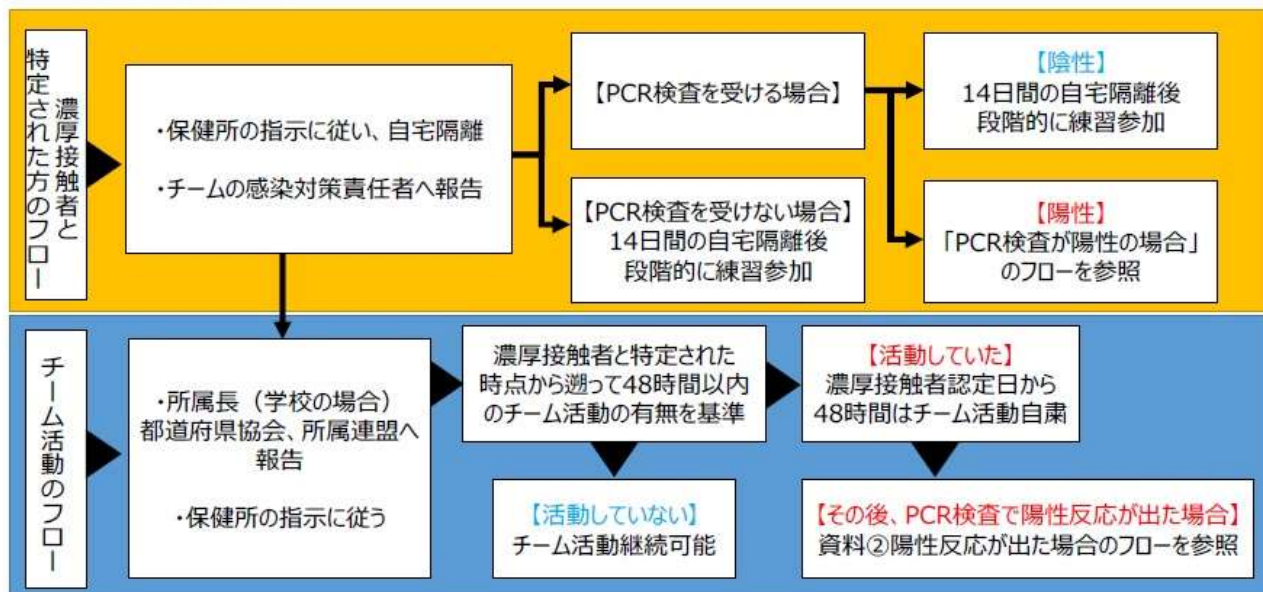 濃厚接触者と
特定された方のフロー
・保健所の指示に従い、自宅隔離
・チームの感染対策責任者へ報告
【PCR検査を受ける場合】
【陰性】
14日間の自宅隔離後
段階的に練習参加
【PCR検査を受けない場合】
14日間の自宅隔離後
段階的に練習参加
【陽性】
「PCR検査が陽性の場合」
のフローを参照
チーム活動のフロー
・所属長（学校の場合）
都道府県協会、所属連盟へ
報告
・保健所の指示に従う
濃厚接触者と特定された
時点から遡って48時間以内
のチーム活動の有無を基準
【活動していた】
濃厚接触者認定日から
48時間はチーム活動自粛
【活動していない】
チーム活動継続可能
【その後、PCR検査で陽性反応が出た場合】
資料②陽性反応が出た場合のフローを参照